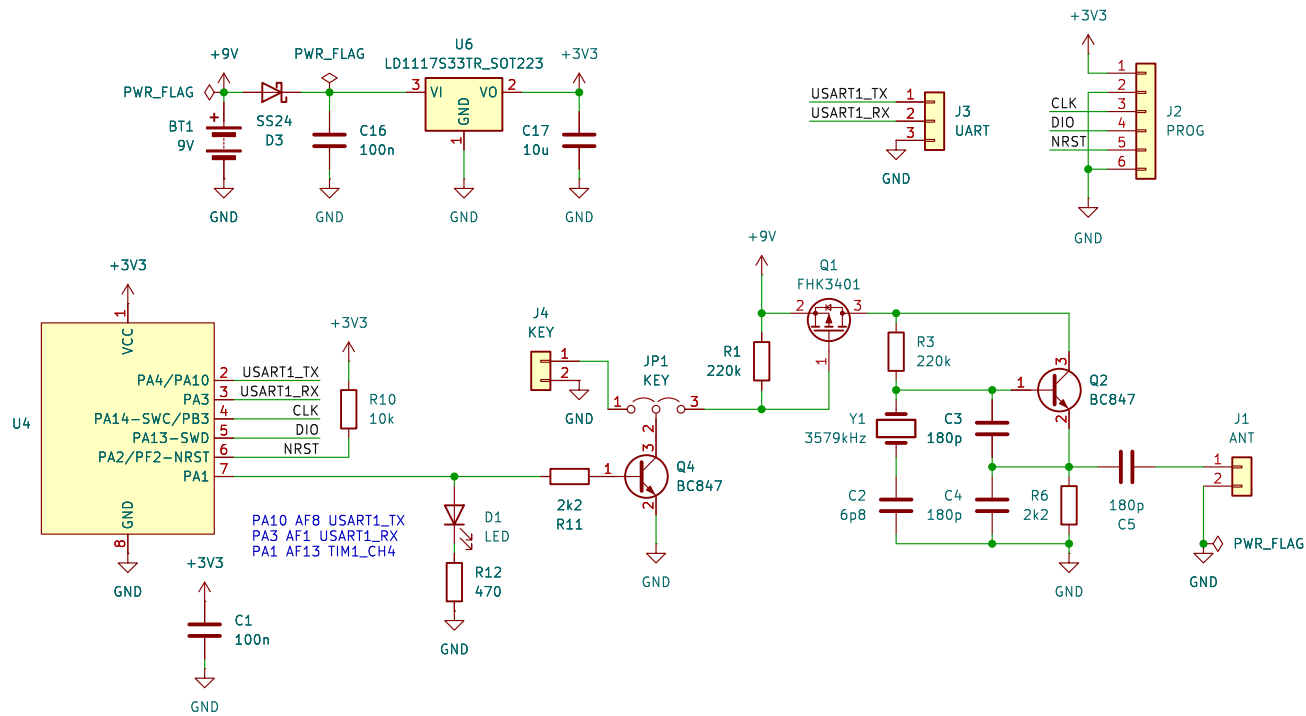 +9V
PWR_FLAG
PWR_FLAG
+
BT1
9V
GND
SS24
D3
C16
100n
GND
U6
LD1117S33TR_SOT223
3
VI
VO
2
GND
1
GND
+3V3
C17
10u
GND
USART1_TX
1
USART1_RX
2
3
J3
UART
GND
+3V3
1
2
CLK
3
DIO
4
NRST
5
6
J2
PROG
GND
+3V3
1
VCC
U4
PA4/PA10
2
USART1_TX
PA3
3
USART1_RX
PA14-SWC/PB3
4
CLK
PA13-SWD
5
DIO
PA2/PF2-NRST
6
NRST
PA1
7
GND
8
GND
+3V3
R10
10k
PA10 AF8 USART1_TX
PA3 AF1 USART1_RX
PA1 AF13 TIM1_CH4
+3V3
C1
100n
GND
D1
LED
R12
470
GND
2k2
R11
J4
KEY
1
2
GND
JP1
KEY
1
2
3
3
1
2
Q4
BC847
GND
+9V
R1
220k
Q1
FHK3401
2
3
1
R3
220k
Y1
3579kHz
C2
6p8
C3
180p
C4
180p
3
1
2
Q2
BC847
R6
2k2
GND
180p
C5
J1
ANT
1
2
PWR_FLAG
GND